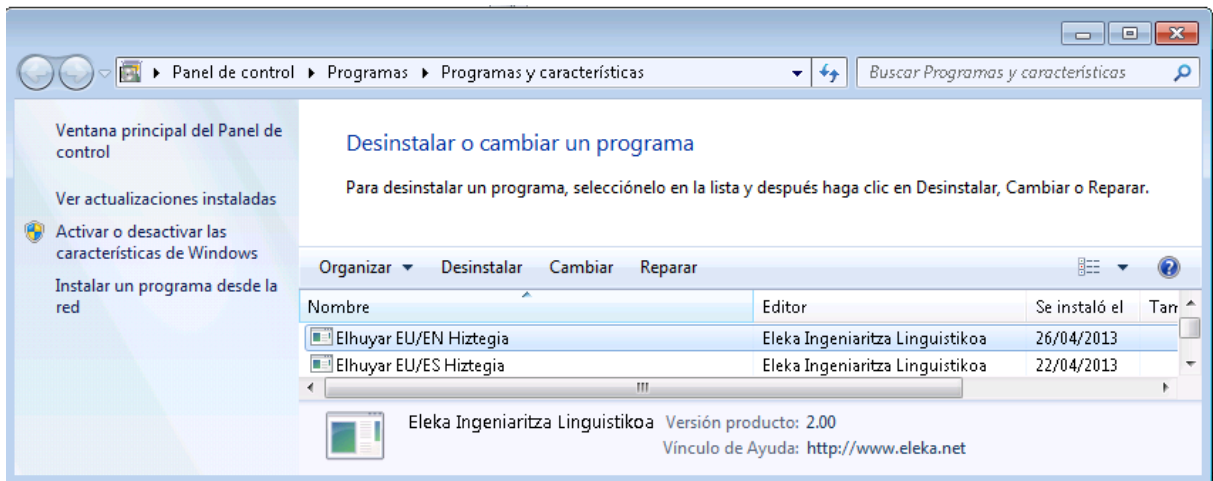 Panel de control ▸ Programas ▸ Programas y características
Buscar Programas y características
Ventana principal del Panel de
control
Ver actualizaciones instaladas
Activar o desactivar las
características de Windows
Instalar un programa desde la
red
Desinstalar o cambiar un programa
Para desinstalar un programa, selecciónelo en la lista y después haga clic en Desinstalar, Cambiar o Reparar.
Organizar Desinstalar Cambiar Reparar
Nombre Editor Se instaló el Tam
Elhuyar EU/EN Hiztegia Eleka Ingeniaritza Linguistikoa 26/04/2013
Elhuyar EU/ES Hiztegia Eleka Ingeniaritza Linguistikoa 22/04/2013
Eleka Ingeniaritza Linguistikoa Versión producto: 2.00
Vínculo de Ayuda: http://www.eleka.net